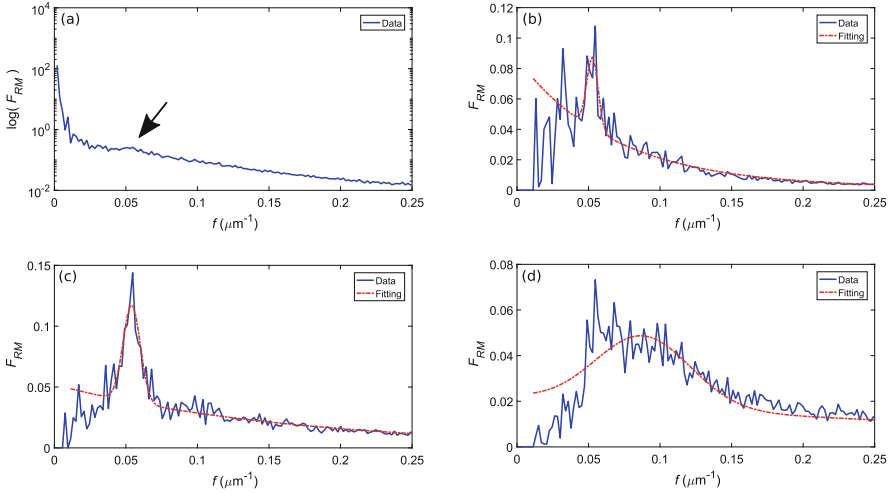 (a)
Data
10^4
10^2
10^0
10^-2
log( F_RM )
0 0.05 0.1 0.15 0.2 0.25
f (μm^-1)
(b)
Data
Fitting
0.12
0.1
0.08
0.06
0.04
0.02
0
F_RM
0 0.05 0.1 0.15 0.2 0.25
f (μm^-1)
(c)
Data
Fitting
0.15
0.1
0.05
0
F_RM
0 0.05 0.1 0.15 0.2 0.25
f (μm^-1)
(d)
Data
Fitting
0.08
0.06
0.04
0.02
0
F_RM
0 0.05 0.1 0.15 0.2 0.25
f (μm^-1)